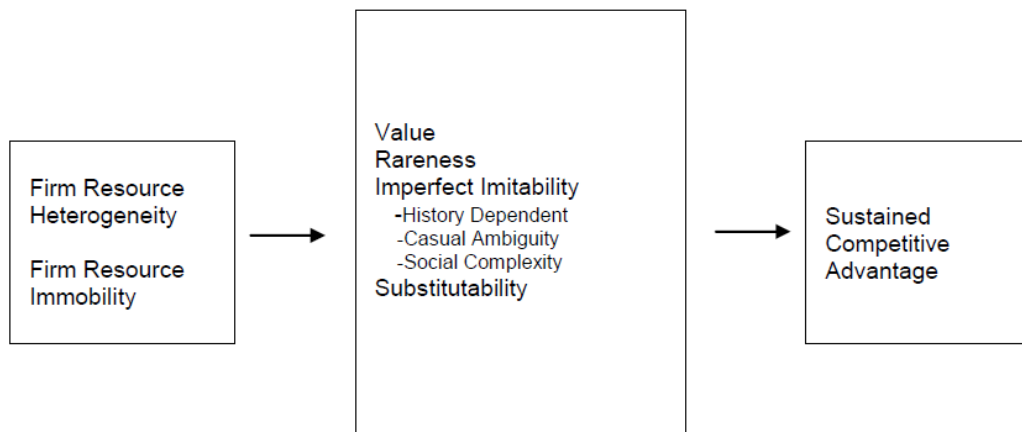 Firm Resource
Heterogeneity
Firm Resource
Immobility
Value
Rareness
Imperfect Imitability
-History Dependent
-Casual Ambiguity
-Social Complexity
Substitutability
Sustained
Competitive
Advantage